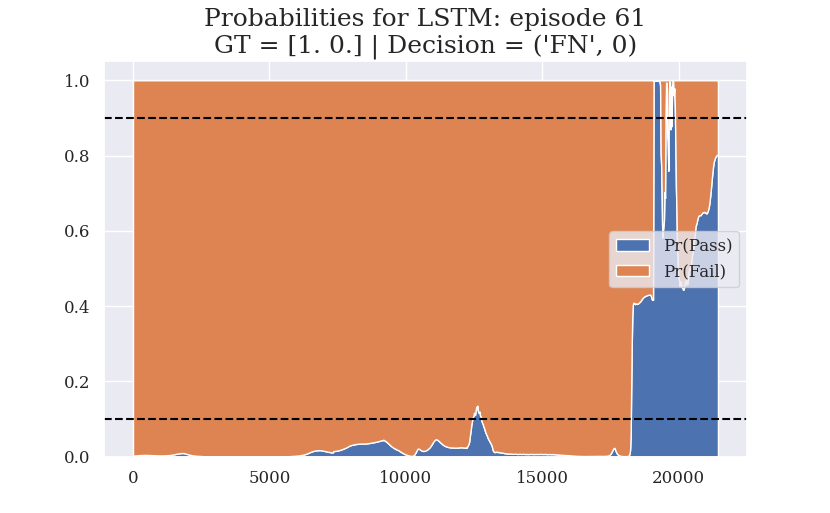 Probabilities for LSTM: episode 61
GT = [1. 0.] | Decision = ('FN', 0)
1.0
0.8
0.6
0.4
0.2
0.0
Pr(Pass)
Pr(Fail)
0
5000
10000
15000
20000